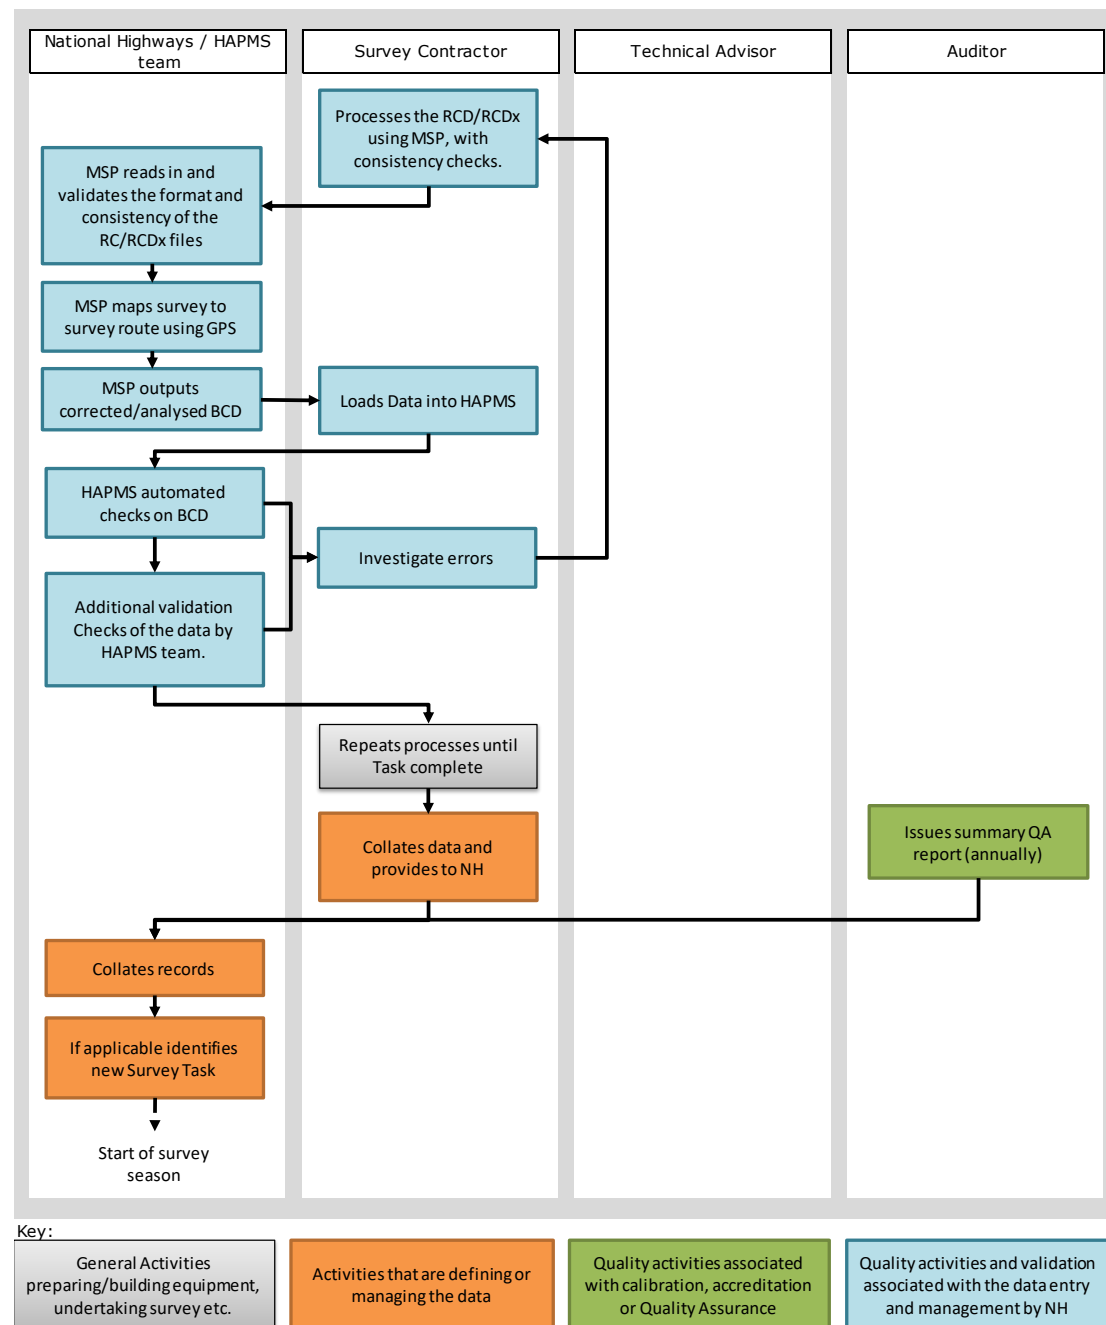 National Highways / HAPMS
team
Survey Contractor
Technical Advisor
Auditor
Processes the RCD/RCDx
using MSP, with
consistency checks.
MSP reads in and
validates the format and
consistency of the
RC/RCDx files
MSP maps survey to
survey route using GPS
MSP outputs
corrected/analysed BCD
Loads Data into HAPMS
HAPMS automated
checks on BCD
Investigate errors
Additional validation
Checks of the data by
HAPMS team.
Repeats processes until
Task complete
Collates data and
provides to NH
Issues summary QA
report (annually)
Collates records
If applicable identifies
new Survey Task
Start of survey
season
Key:
General Activities
preparing/building equipment,
undertaking survey etc.
Activities that are defining or
managing the data
Quality activities associated
with calibration, accreditation
or Quality Assurance
Quality activities and validation
associated with the data entry
and management by NH